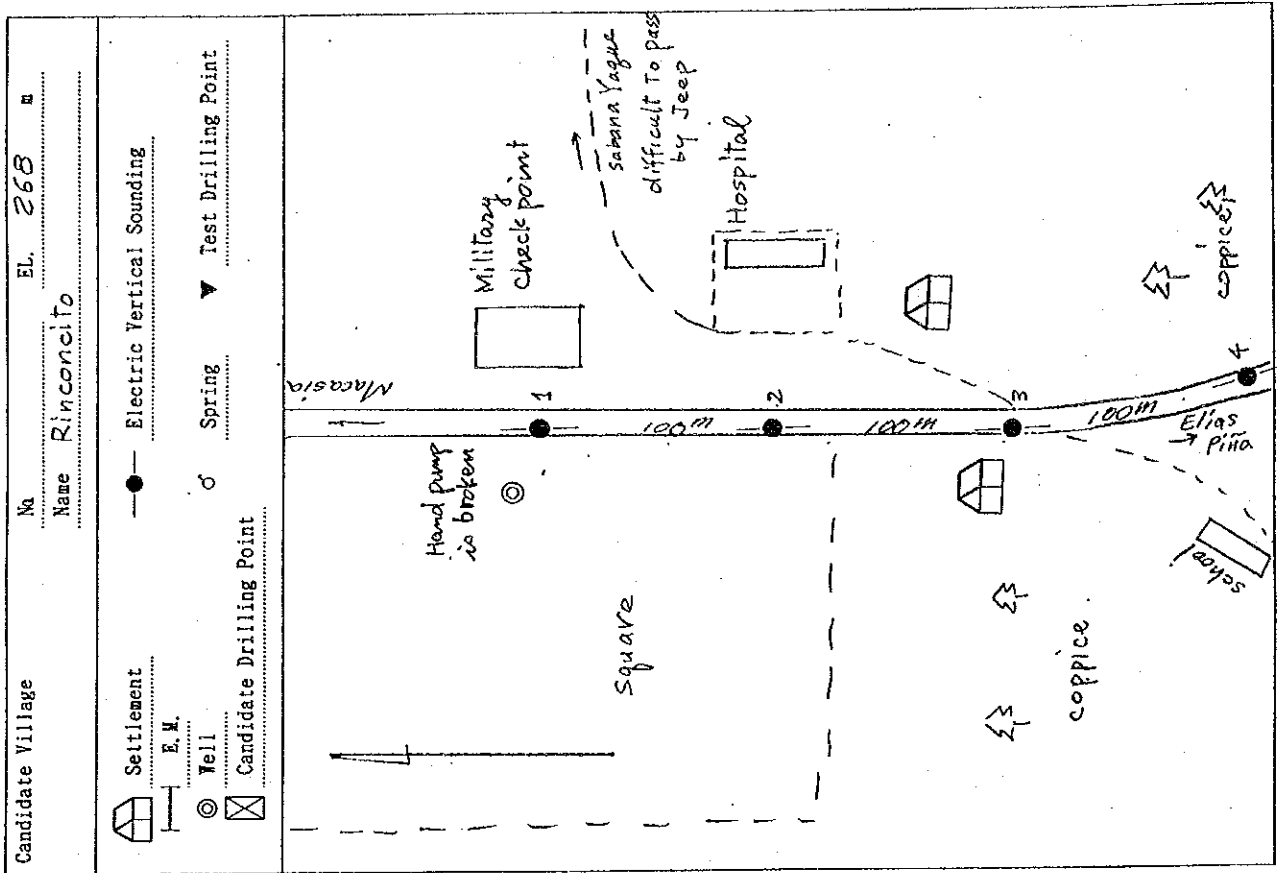 Candidate Village
No
EL. 268 m
Name Rinconcito
Settlement
E.M.
Well
Candidate Drilling Point
Electric Vertical Sounding
Spring
Test Drilling Point
Macasia
Military
Check point
Sabana Yague
difficult To pass
by Jeep
Hospital
Hand pump
is broken
1
100m
2
100m
3
100m
4
Square
Elias
Piña
school
coppice
coppice